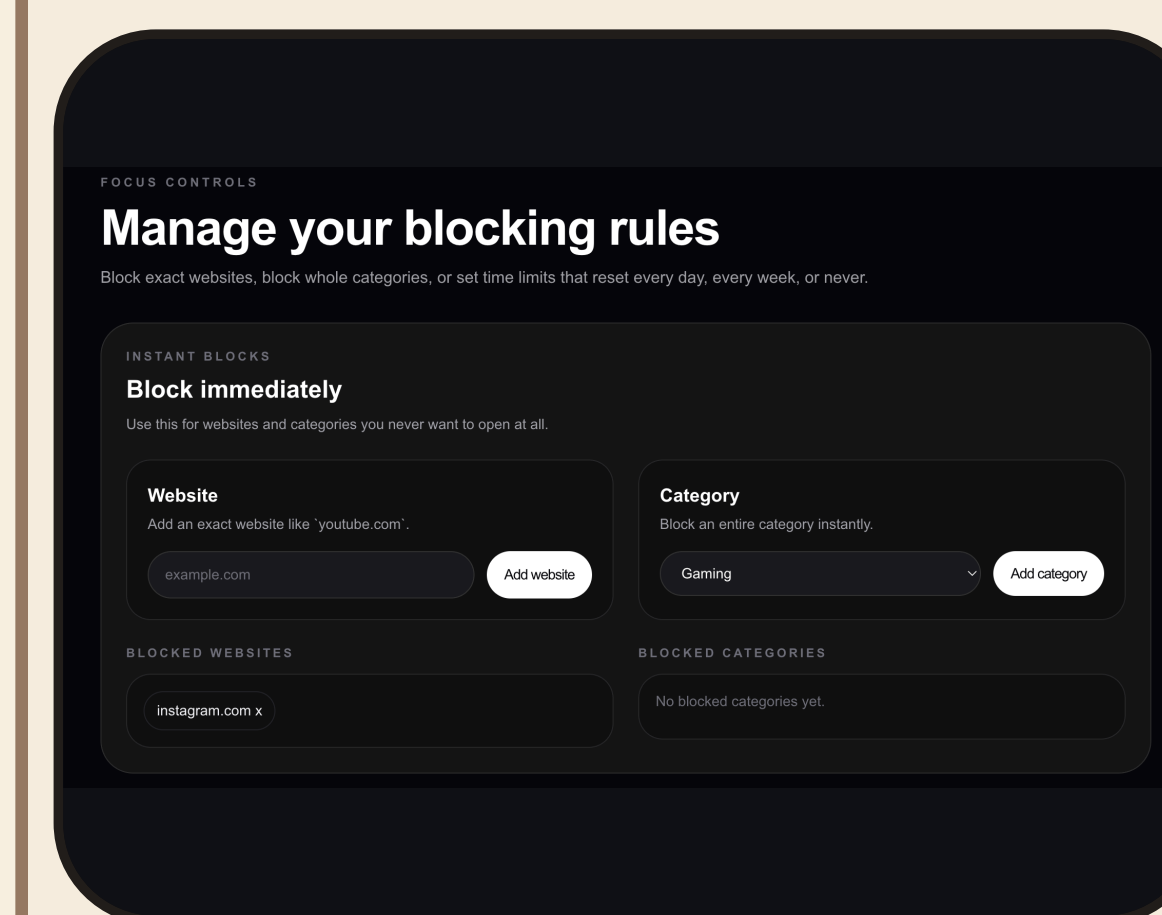 FOCUS CONTROLS
Manage your blocking rules
Block exact websites, block whole categories, or set time limits that reset every day, every week, or never.
INSTANT BLOCKS
Block immediately
Use this for websites and categories you never want to open at all.
Website
Add an exact website like `youtube.com`.
example.com
Add website
Category
Block an entire category instantly.
Gaming
Add category
BLOCKED WEBSITES
instagram.com x
BLOCKED CATEGORIES
No blocked categories yet.